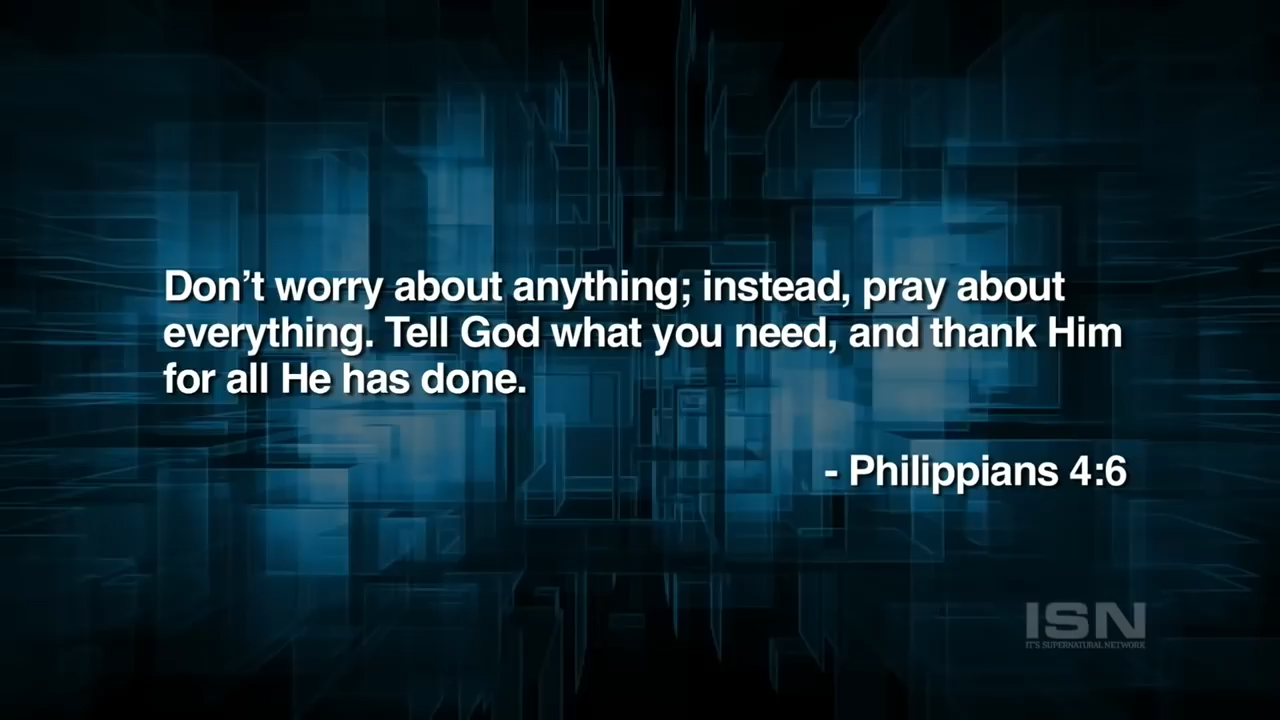 Don’t worry about anything; instead, pray about
everything. Tell God what you need, and thank Him
for all He has done.
- Philippians 4:6
ISN
IT'S SUPERNATURAL NETWORK